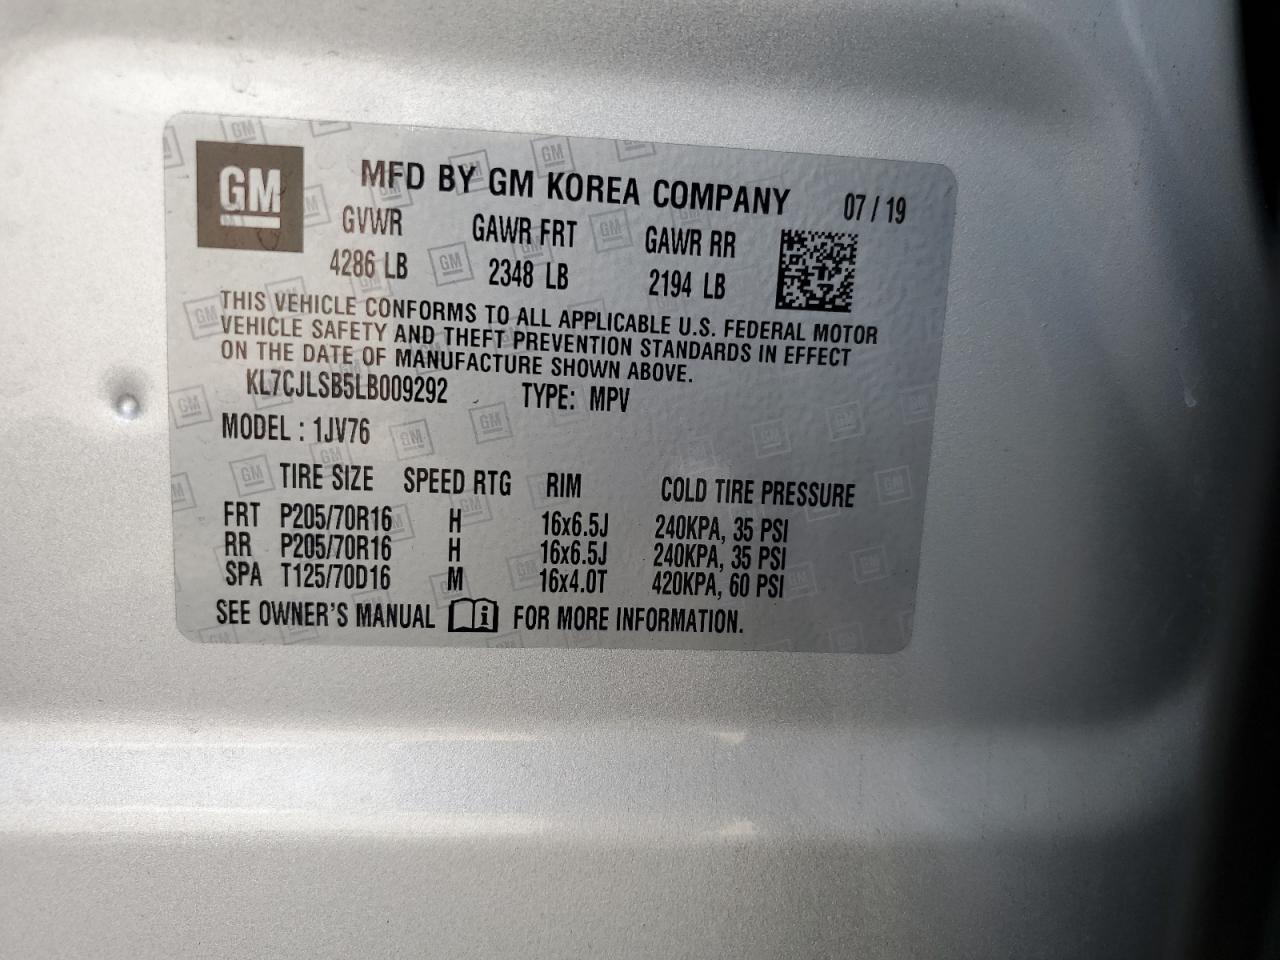 GM
MFD BY GM KOREA COMPANY 07 / 19
GVWR GAWR FRT GAWR RR
4286 LB 2348 LB 2194 LB
THIS VEHICLE CONFORMS TO ALL APPLICABLE U.S. FEDERAL MOTOR
VEHICLE SAFETY AND THEFT PREVENTION STANDARDS IN EFFECT
ON THE DATE OF MANUFACTURE SHOWN ABOVE.
KL7CJLSB5LB009292 TYPE: MPV
MODEL : 1JV76
TIRE SIZE SPEED RTG RIM COLD TIRE PRESSURE
FRT P205/70R16 H 16x6.5J 240KPA, 35 PSI
RR P205/70R16 H 16x6.5J 240KPA, 35 PSI
SPA T125/70D16 M 16x4.0T 420KPA, 60 PSI
SEE OWNER'S MANUAL i FOR MORE INFORMATION.